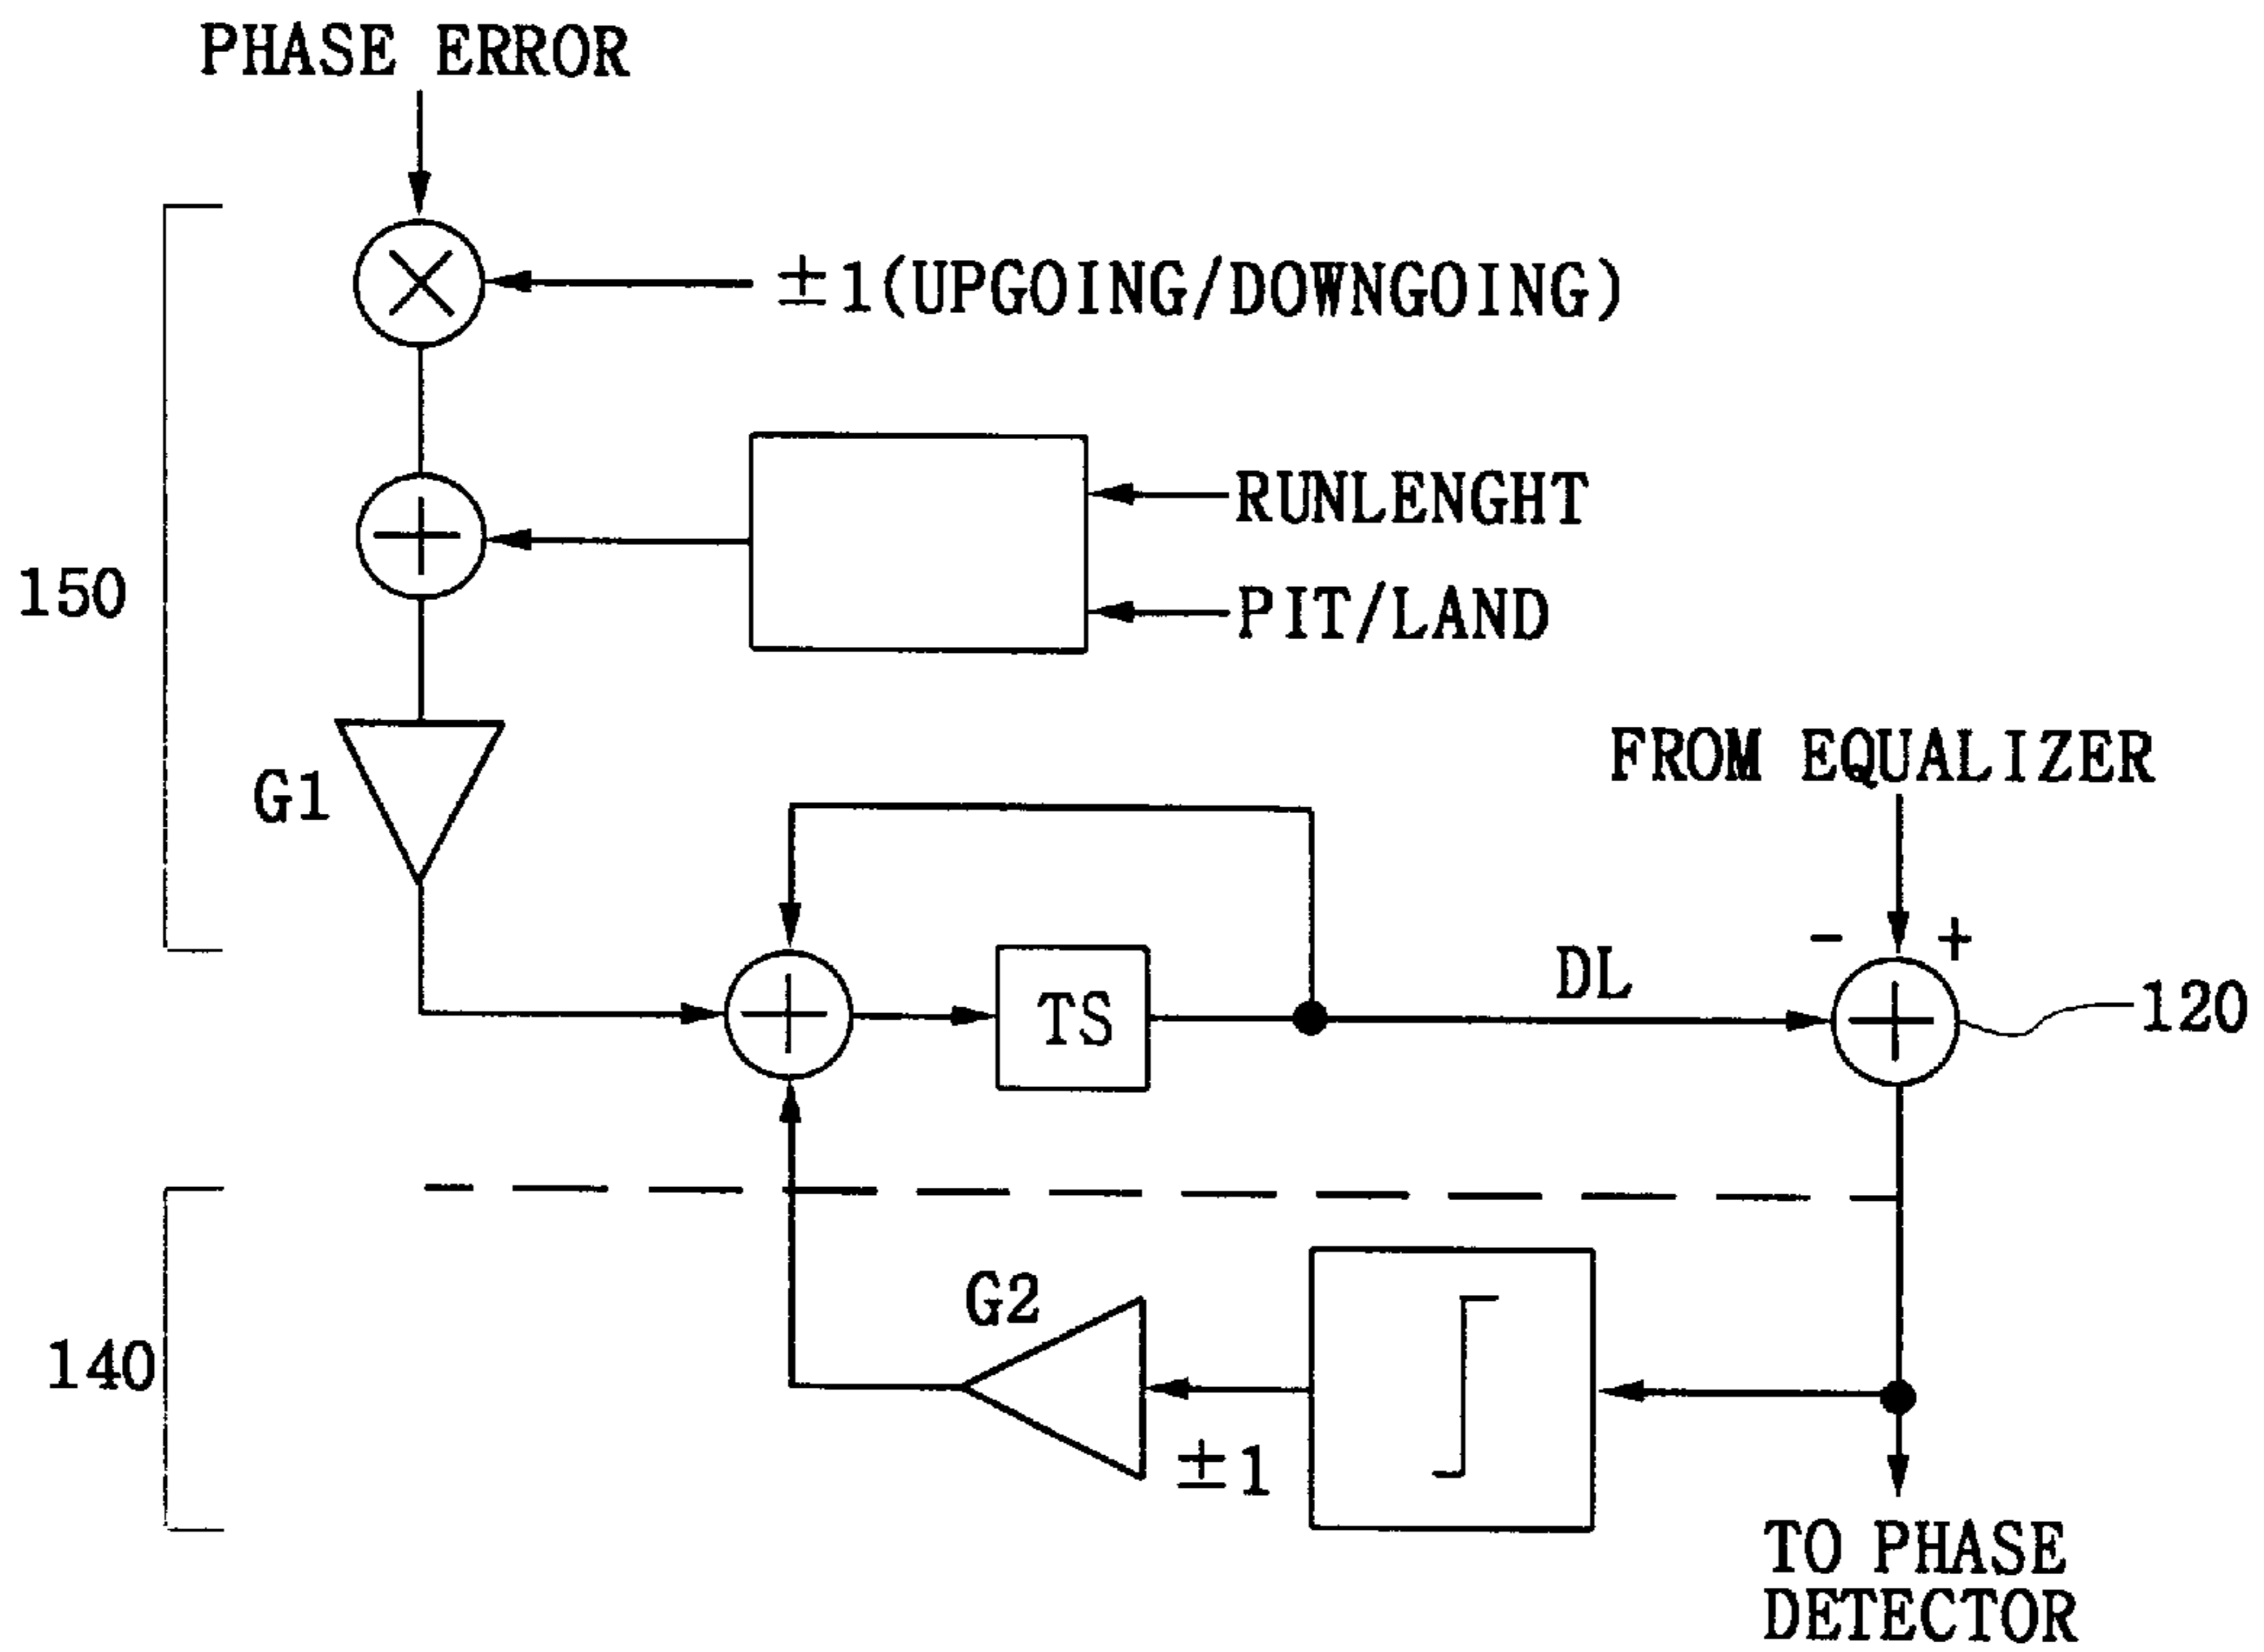 PHASE ERROR
±1(UPGOING/DOWNGOING)
RUNLENGHT
150
PIT/LAND
FROM EQUALIZER
G1
- +
DL
TS
120
G2
140
±1
TO PHASE
DETECTOR